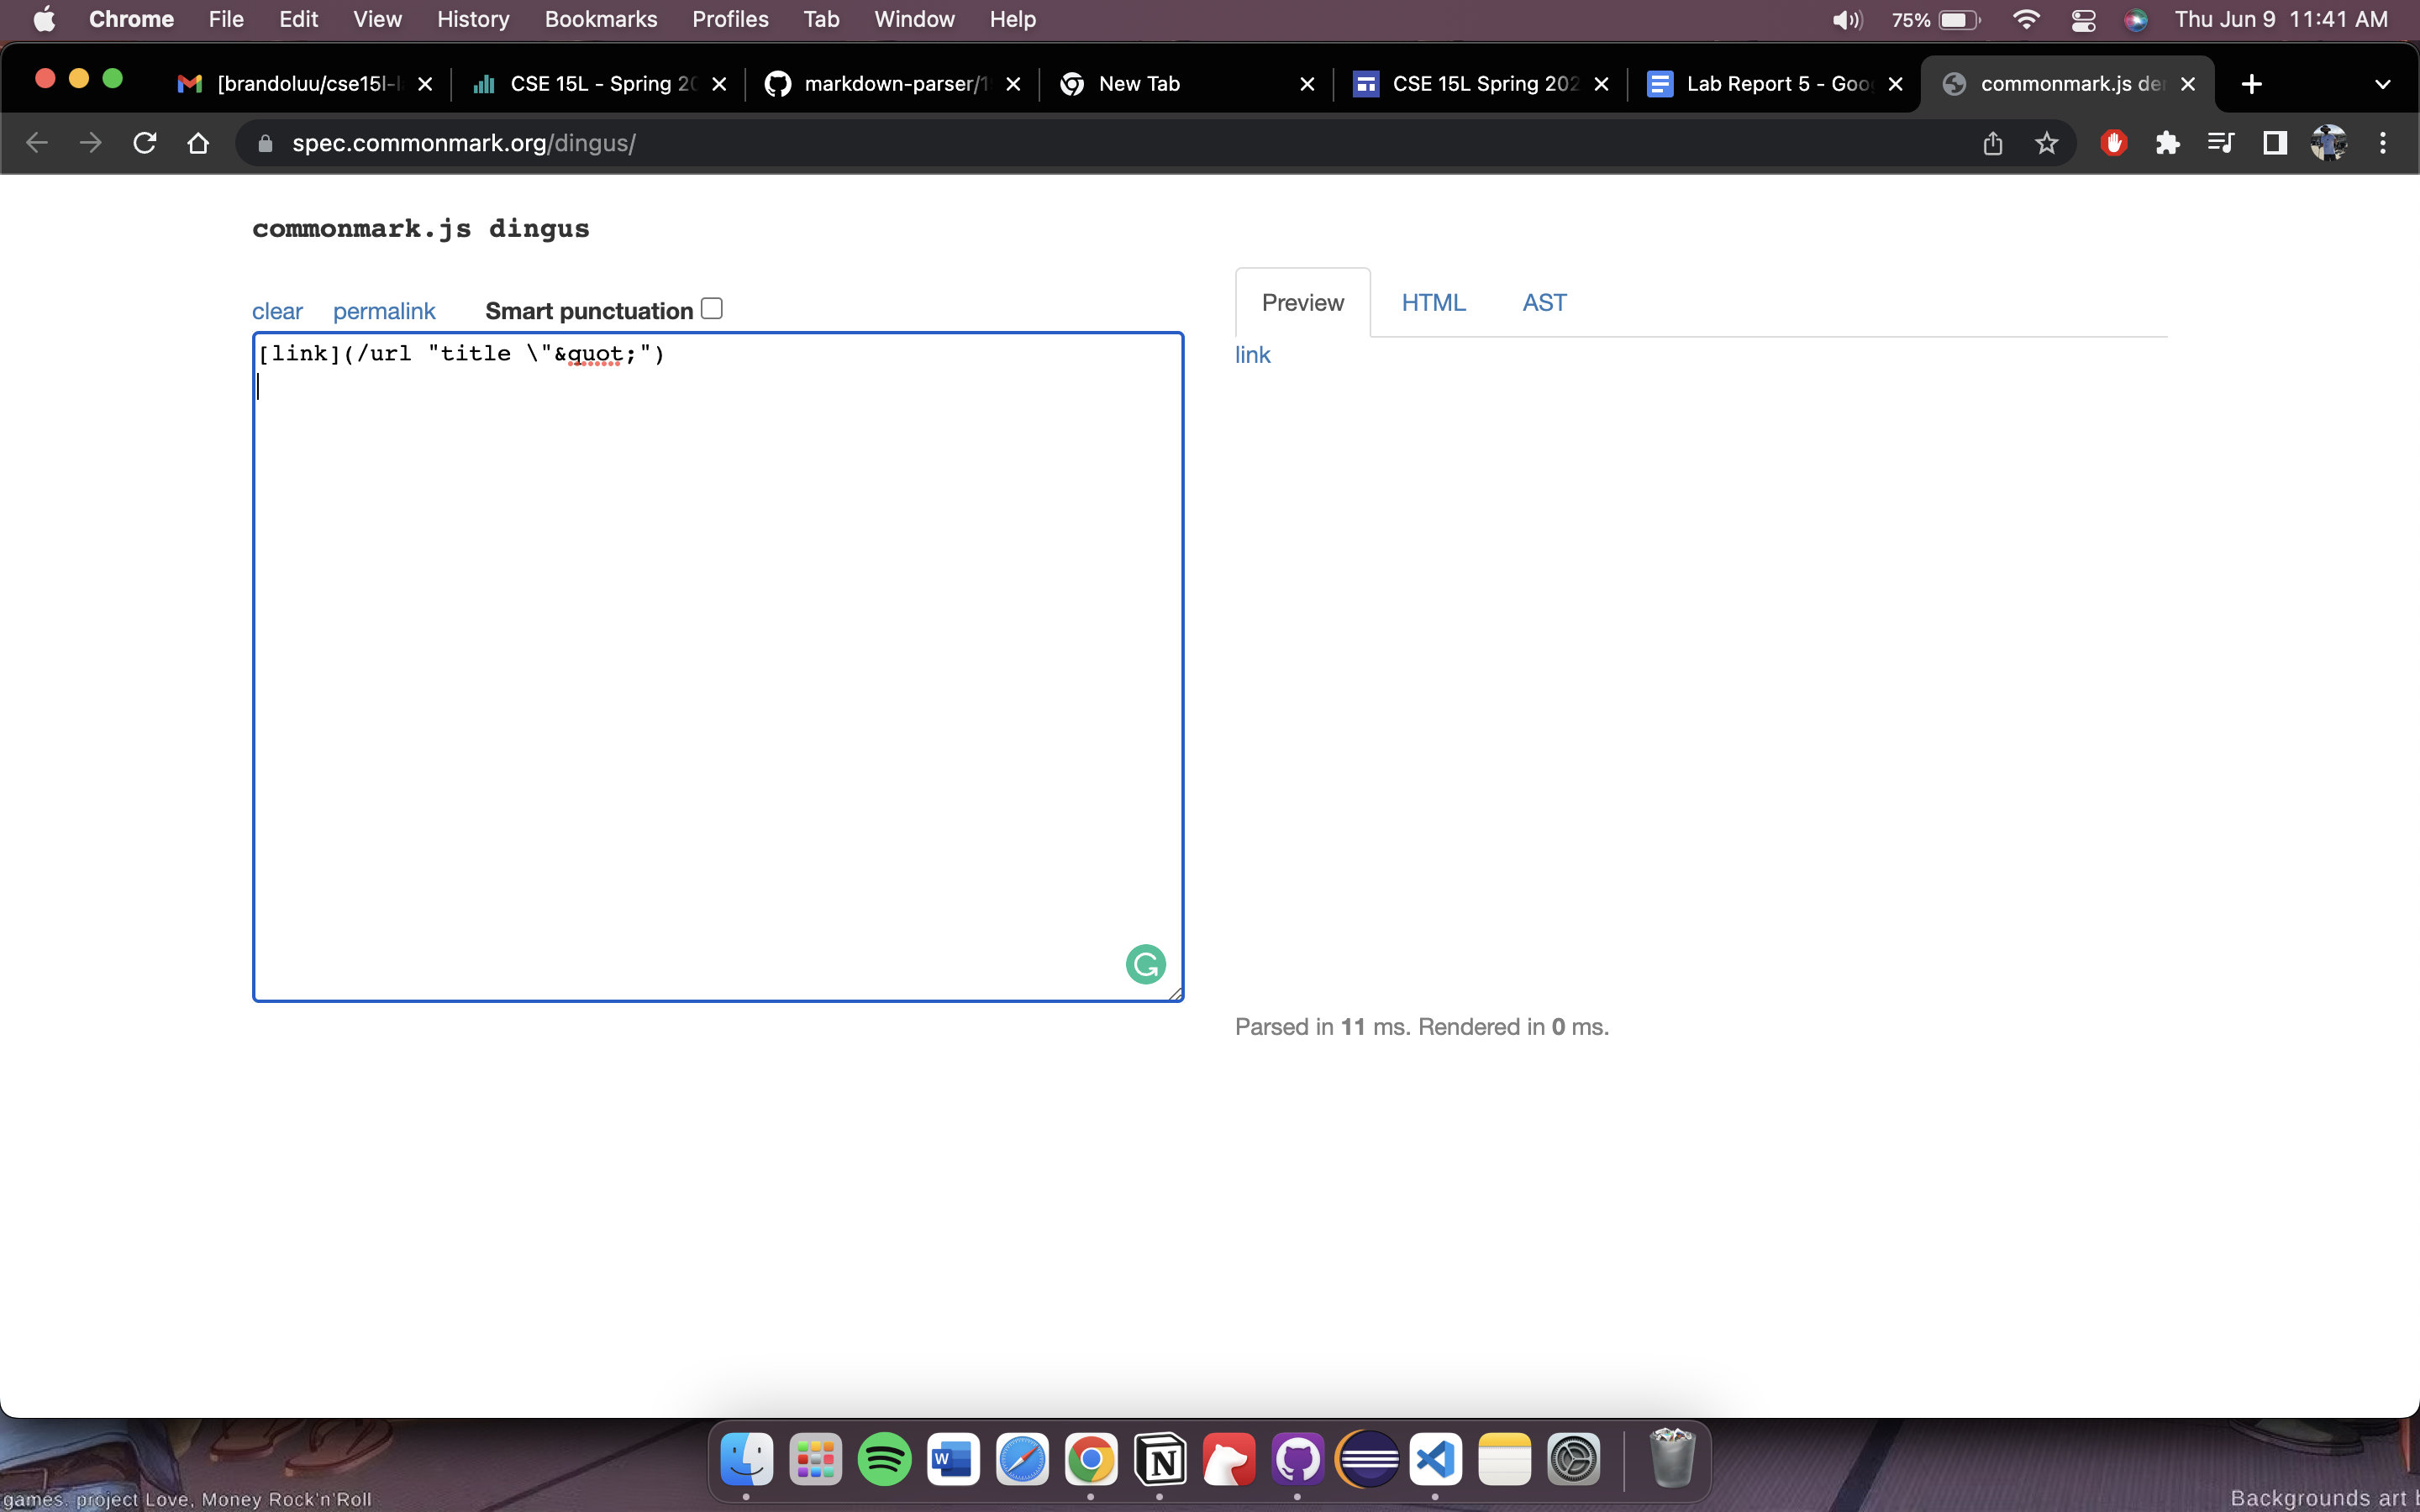 Chrome File Edit View History Bookmarks Profiles Tab Window Help 75% Thu Jun 9 11:41 AM
[brandoluu/cse15l-l CSE 15L - Spring 20 markdown-parser/1 New Tab CSE 15L Spring 202 Lab Report 5 - Goo commonmark.js de
spec.commonmark.org/dingus/
commonmark.js dingus
clear permalink Smart punctuation
Preview HTML AST
[link](/url "title \"&quot;")
link
Parsed in 11 ms. Rendered in 0 ms.
games. project Love, Money Rock'n'Roll
Backgrounds art